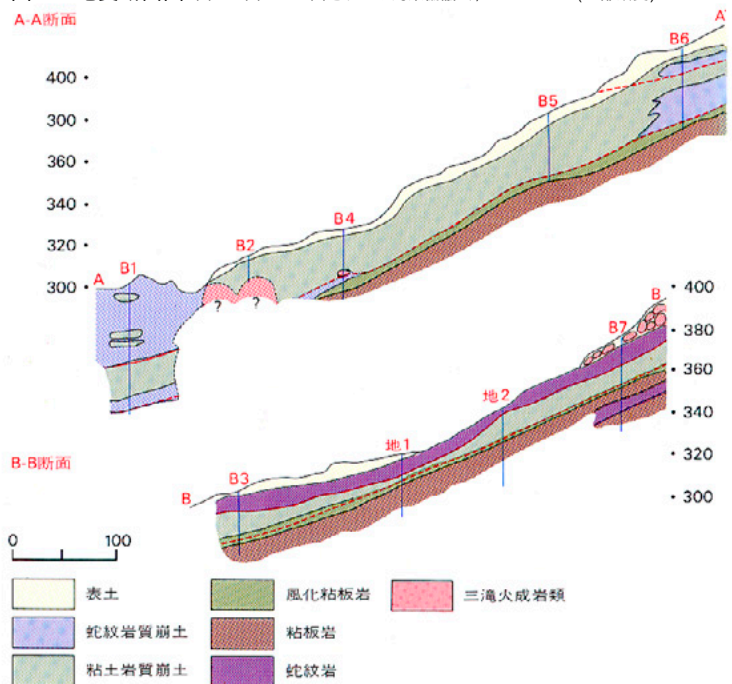 A-A断面
A'
B6
400
B5
300
360
340
B4
320
B2
A
B1
300
?
?
400
B
B7
380
360
地2
340
地1
320
B-B断面
B
B3
300
0
100
表土
風化粘板岩
三滝火成岩類
蛇紋岩質崩土
粘板岩
粘土岩質崩土
蛇紋岩